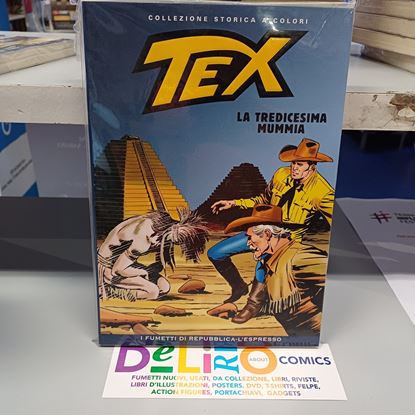 COLLEZIONE STORICA A COLORI
TEX
LA TREDICESIMA
MUMMIA
I FUMETTI DI REPUBBLICA-L'ESPRESSO
DELIRIO
ABOUT
COMICS
FUMETTI NUOVI, USATI, DA COLLEZIONE, LIBRI, RIVISTE,
LIBRI D'ILLUSTRAZIONI, POSTERS, DVD, T-SHIRTS, FELPE,
ACTION FIGURES, PORTACHIAVI, GADGETS